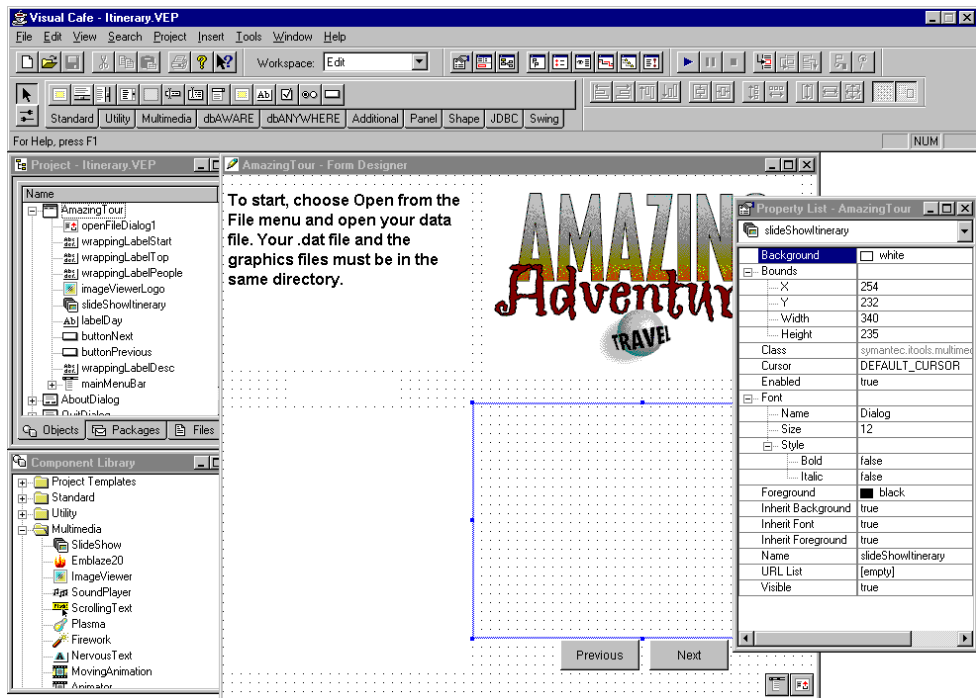 Visual Cafe - Itinerary.VEP
File Edit View Search Project Insert Tools Window Help
Workspace: Edit
Standard Utility Multimedia dbAWARE dbANYWHERE Additional Panel Shape JDBC Swing
For Help, press F1
NUM
Project - Itinerary.VEP
Name
AmazingTour
openFileDialog1
wrappingLabelStart
wrappingLabelTop
wrappingLabelPeople
imageViewerLogo
slideShowItinerary
labelDay
buttonNext
buttonPrevious
wrappingLabelDesc
mainMenuBar
AboutDialog
QuitDialog
Objects Packages Files
Component Library
Project Templates
Standard
Utility
Multimedia
SlideShow
Emblaze20
ImageViewer
SoundPlayer
ScrollingText
Plasma
Firework
NervousText
MovingAnimation
Animator
AmazingTour - Form Designer
To start, choose Open from the
File menu and open your data
file. Your .dat file and the
graphics files must be in the
same directory.
AMAZING
Adventur
TRAVEL
Previous Next
Property List - AmazingTour
slideShowItinerary
Background white
Bounds
X 254
Y 232
Width 340
Height 235
Class symantec.itools.multimed
Cursor DEFAULT_CURSOR
Enabled true
Font
Name Dialog
Size 12
Style
Bold false
Italic false
Foreground black
Inherit Background true
Inherit Font true
Inherit Foreground true
Name slideShowItinerary
URL List [empty]
Visible true